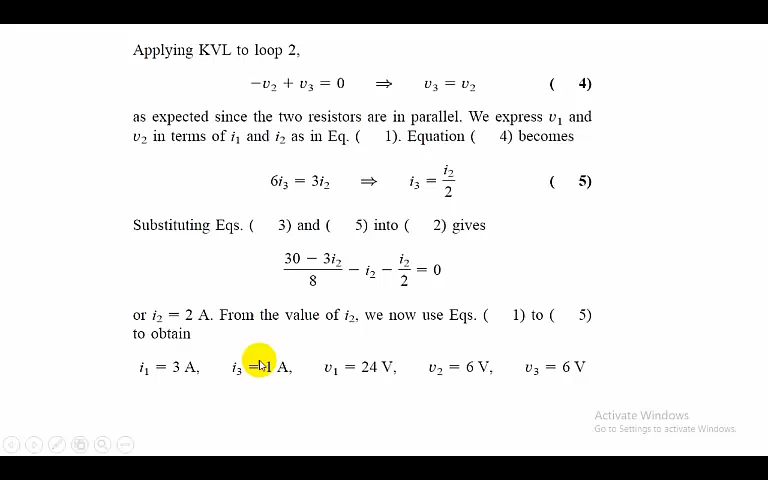 Applying KVL to loop 2,
−v₂ + v₃ = 0 ⇒ v₃ = v₂ ( 4)
as expected since the two resistors are in parallel. We express v₁ and
v₂ in terms of i₁ and i₂ as in Eq. ( 1). Equation ( 4) becomes
6i₃ = 3i₂ ⇒ i₃ = i₂/2 ( 5)
Substituting Eqs. ( 3) and ( 5) into ( 2) gives
(30 − 3i₂)/8 − i₂ − i₂/2 = 0
or i₂ = 2 A. From the value of i₂, we now use Eqs. ( 1) to ( 5)
to obtain
i₁ = 3 A, i₃ = 1 A, v₁ = 24 V, v₂ = 6 V, v₃ = 6 V
Activate Windows
Go to Settings to activate Windows.